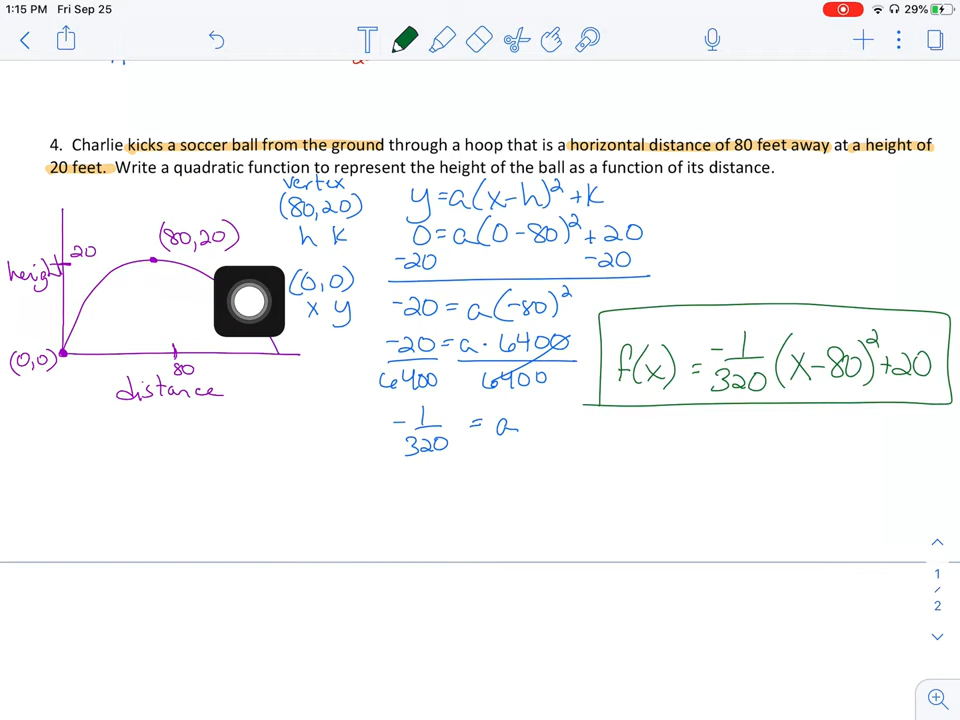 1:15 PM Fri Sep 25
29%
T
4. Charlie kicks a soccer ball from the ground through a hoop that is a horizontal distance of 80 feet away at a height of
20 feet. Write a quadratic function to represent the height of the ball as a function of its distance.
vertex
(80,20)
h k
(0,0)
x y
20
(80,20)
height
(0,0)
80
distance
y=a(x-h)²+k
0=a(0-80)²+20
-20 -20
-20=a(-80)²
-20=a·6400
6400 6400
-1/320 = a
f(x) = -1/320 (x-80)²+20
1
/
2